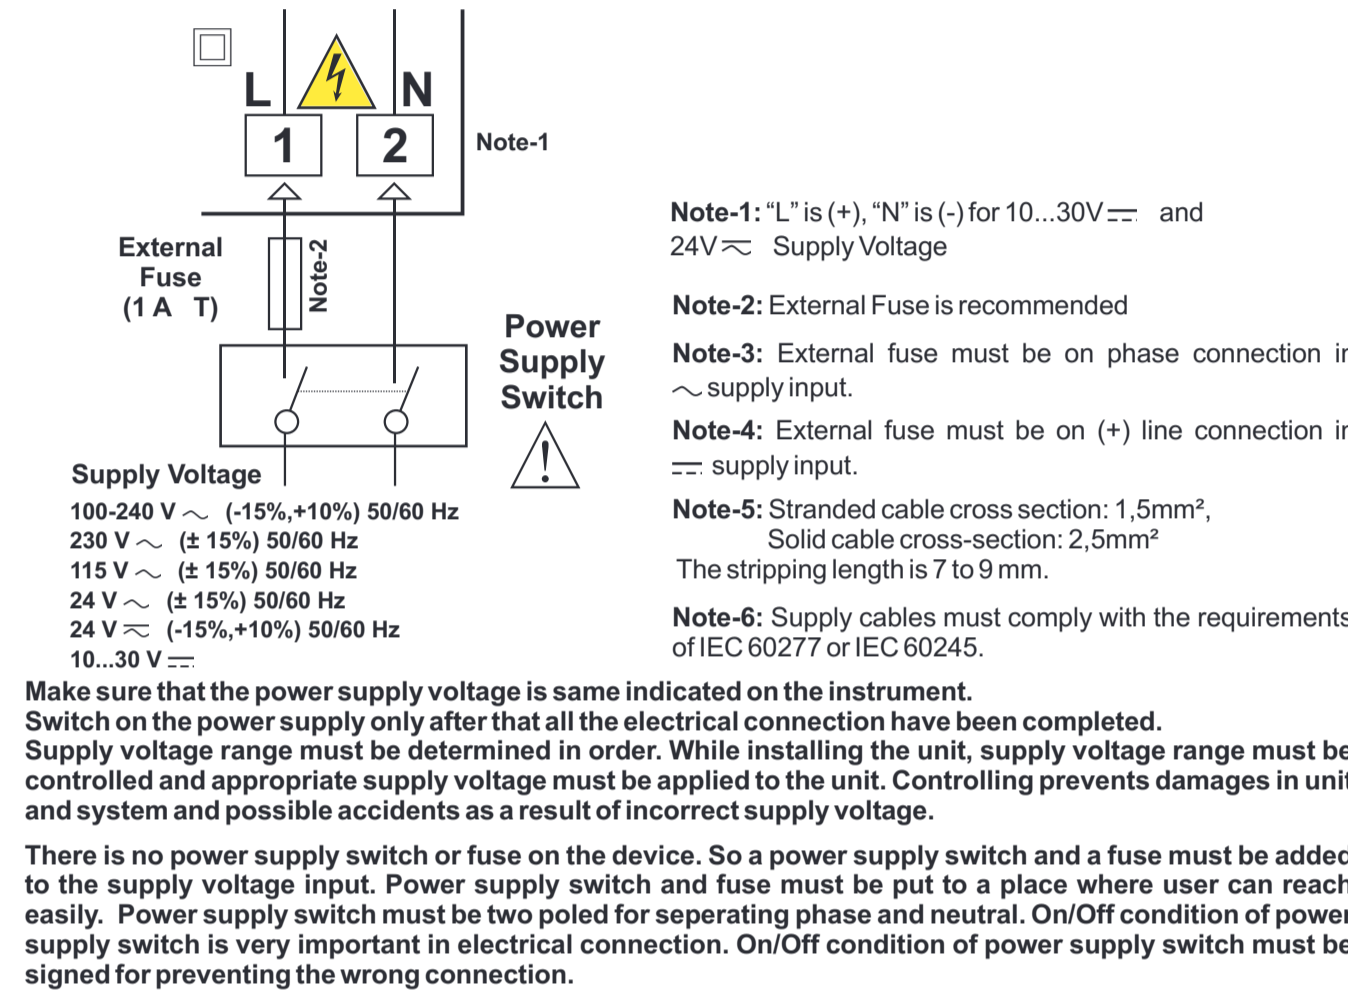 L N
1 2
Note-1
External
Fuse
(1 A T)
Note-2
Power
Supply
Switch
Supply Voltage
100-240 V ~ (-15%,+10%) 50/60 Hz
230 V ~ (± 15%) 50/60 Hz
115 V ~ (± 15%) 50/60 Hz
24 V ~ (± 15%) 50/60 Hz
24 V ⏦ (-15%,+10%) 50/60 Hz
10...30 V ⎓
Note-1: “L” is (+), “N” is (-) for 10...30V ⎓ and
24V ⏦ Supply Voltage
Note-2: External Fuse is recommended
Note-3: External fuse must be on phase connection in
~ supply input.
Note-4: External fuse must be on (+) line connection in
⎓ supply input.
Note-5: Stranded cable cross section: 1,5mm²,
Solid cable cross-section: 2,5mm²
The stripping length is 7 to 9 mm.
Note-6: Supply cables must comply with the requirements
of IEC 60277 or IEC 60245.
Make sure that the power supply voltage is same indicated on the instrument.
Switch on the power supply only after that all the electrical connection have been completed.
Supply voltage range must be determined in order. While installing the unit, supply voltage range must be
controlled and appropriate supply voltage must be applied to the unit. Controlling prevents damages in unit
and system and possible accidents as a result of incorrect supply voltage.
There is no power supply switch or fuse on the device. So a power supply switch and a fuse must be added
to the supply voltage input. Power supply switch and fuse must be put to a place where user can reach
easily. Power supply switch must be two poled for seperating phase and neutral. On/Off condition of power
supply switch is very important in electrical connection. On/Off condition of power supply switch must be
signed for preventing the wrong connection.